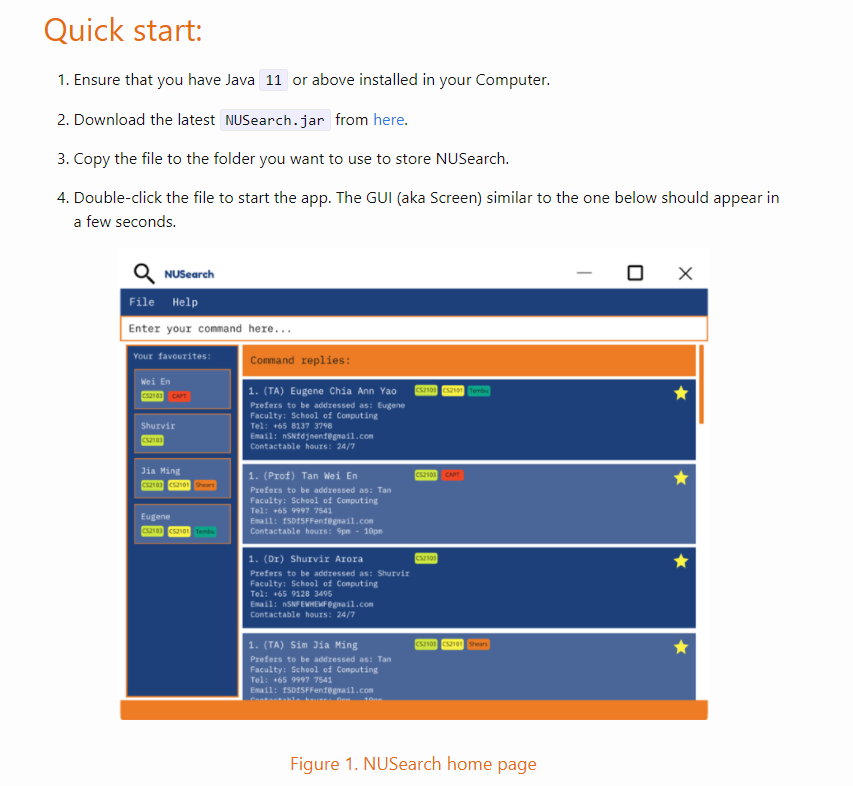 Quick start:
1. Ensure that you have Java 11 or above installed in your Computer.
2. Download the latest NUSearch.jar from here.
3. Copy the file to the folder you want to use to store NUSearch.
4. Double-click the file to start the app. The GUI (aka Screen) similar to the one below should appear in
a few seconds.
NUSearch
File Help
Enter your command here...
Your favourites:
Wei En
CS2103 CAPT
Shurvir
CS2103
Jia Ming
CS2103 CS2101 Shears
Eugene
CS2103 CS2101 Tembu
Command replies:
1. (TA) Eugene Chia Ann Yao CS2103 CS2101 Tembu
Prefers to be addressed as: Eugene
Faculty: School of Computing
Tel: +65 8137 3798
Email: nSNfdjnenf@gmail.com
Contactable hours: 24/7
1. (Prof) Tan Wei En CS2103 CAPT
Prefers to be addressed as: Tan
Faculty: School of Computing
Tel: +65 9997 7541
Email: fSDfSFFenf@gmail.com
Contactable hours: 9pm - 10pm
1. (Dr) Shurvir Arora CS2103
Prefers to be addressed as: Shurvir
Faculty: School of Computing
Tel: +65 9128 3495
Email: nSNFEWHEWF@gmail.com
Contactable hours: 24/7
1. (TA) Sim Jia Ming CS2103 CS2101 Shears
Prefers to be addressed as: Tan
Faculty: School of Computing
Tel: +65 9997 7541
Email: fSDfSFFenf@gmail.com
Figure 1. NUSearch home page